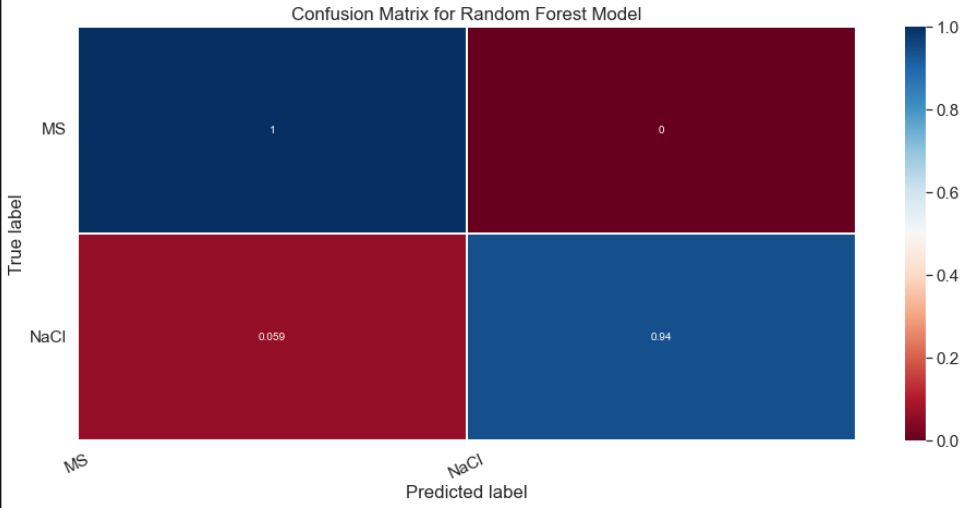 Confusion Matrix for Random Forest Model
1.0
MS
1
0
0.8
0.6
True label
0.4
NaCl
0.059
0.94
0.2
0.0
MS
NaCl
Predicted label